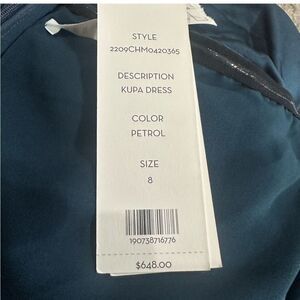 STYLE
2209CHM0420365
DESCRIPTION
KUPA DRESS
COLOR
PETROL
SIZE
8
190738716776
$648.00